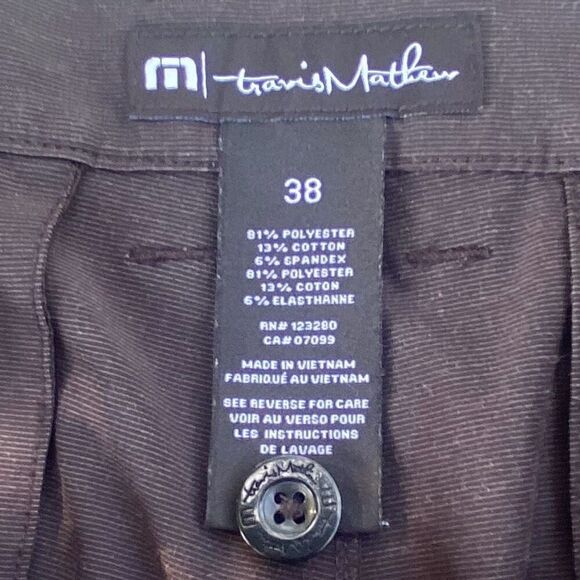 m | travisMathew
38
81% POLYESTER
13% COTTON
6% SPANDEX
81% POLYESTER
13% COTON
6% ELASTHANNE
RN# 123280
CA# 07099
MADE IN VIETNAM
FABRIQUÉ AU VIETNAM
SEE REVERSE FOR CARE
VOIR AU VERSO POUR
LES INSTRUCTIONS
DE LAVAGE
travisMathew